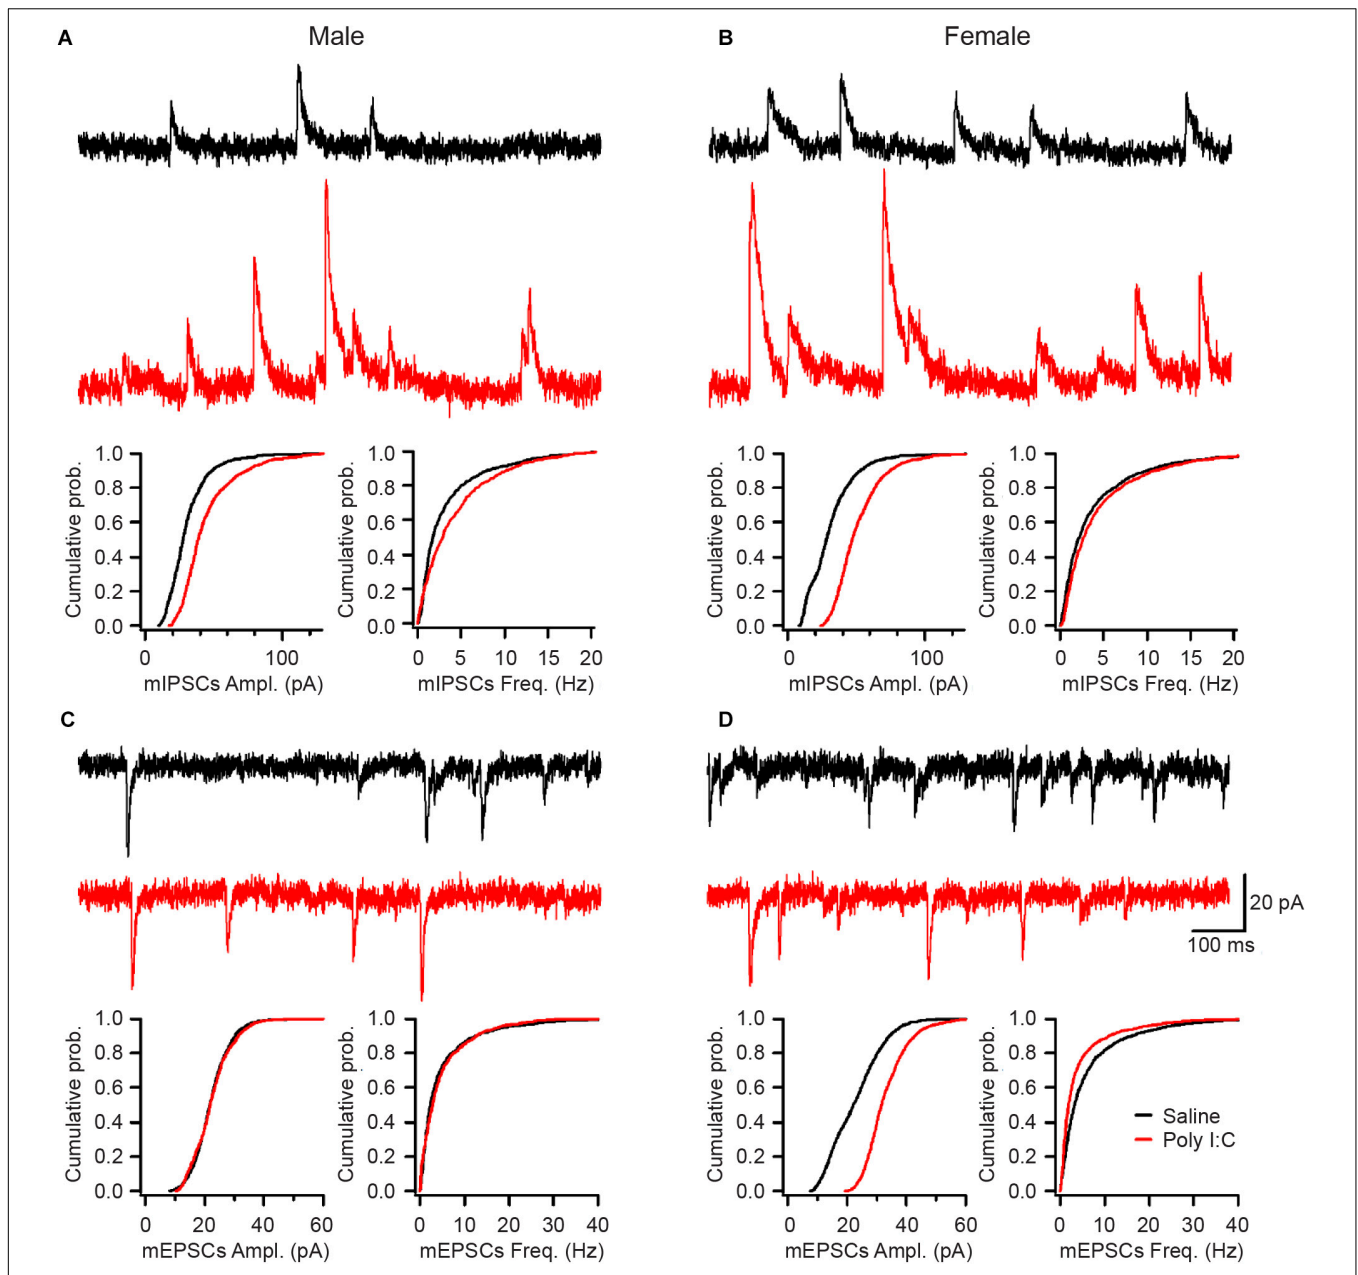 A Male B Female
1.0
0.8
0.6
0.4
0.2
0.0
Cumulative prob.
0 100
mIPSCs Ampl. (pA)
1.0
0.8
0.6
0.4
0.2
0.0
Cumulative prob.
0 5 10 15 20
mIPSCs Freq. (Hz)
1.0
0.8
0.6
0.4
0.2
0.0
Cumulative prob.
0 100
mIPSCs Ampl. (pA)
1.0
0.8
0.6
0.4
0.2
0.0
Cumulative prob.
0 5 10 15 20
mIPSCs Freq. (Hz)
C D
20 pA
100 ms
1.0
0.8
0.6
0.4
0.2
0.0
Cumulative prob.
0 20 40 60
mEPSCs Ampl. (pA)
1.0
0.8
0.6
0.4
0.2
0.0
Cumulative prob.
0 10 20 30 40
mEPSCs Freq. (Hz)
1.0
0.8
0.6
0.4
0.2
0.0
Cumulative prob.
0 20 40 60
mEPSCs Ampl. (pA)
1.0
0.8
0.6
0.4
0.2
0.0
Cumulative prob.
Saline
Poly I:C
0 10 20 30 40
mEPSCs Freq. (Hz)